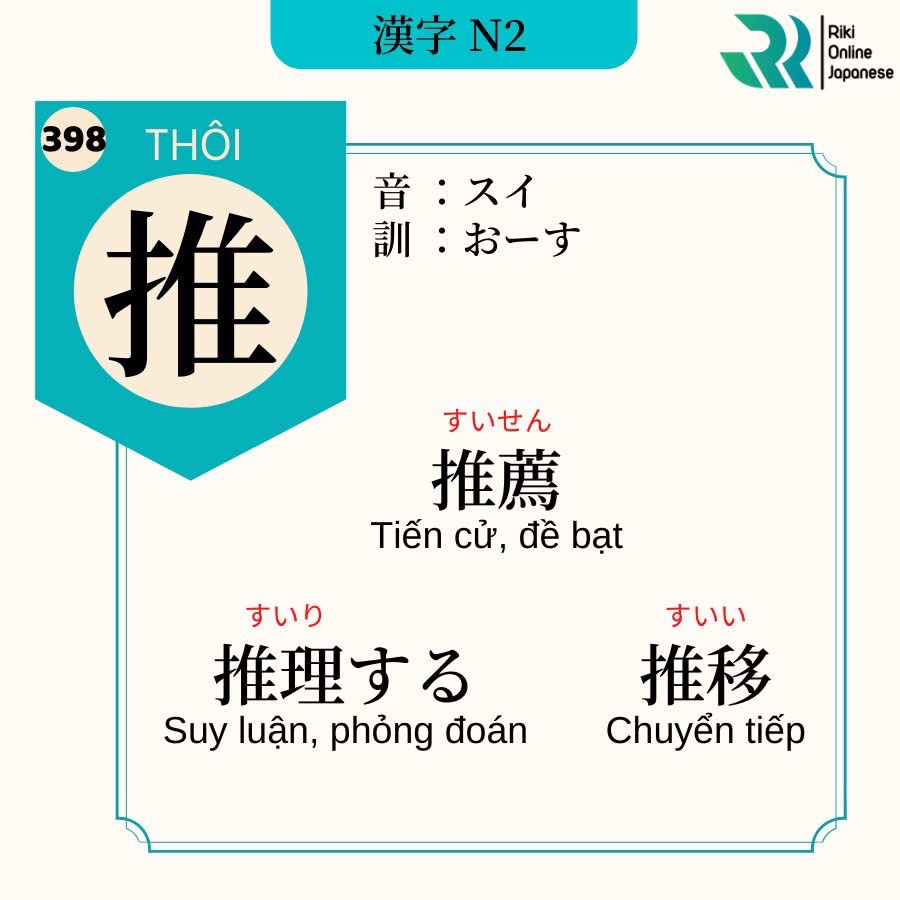 漢字 N2
Riki
Online
Japanese
398
THÔI
推
音 ：スイ
訓 ：おーす
すいせん
推薦
Tiến cử, đề bạt
すいり
推理する
Suy luận, phỏng đoán
すいい
推移
Chuyển tiếp